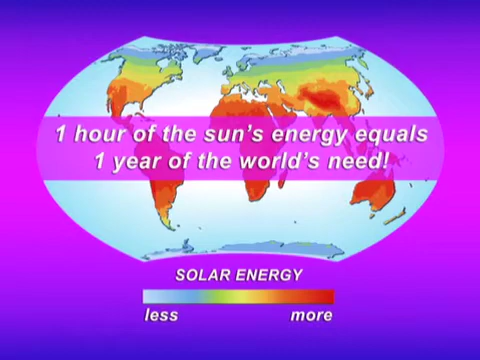 1 hour of the sun's energy equals
1 year of the world's need!
SOLAR ENERGY
less more